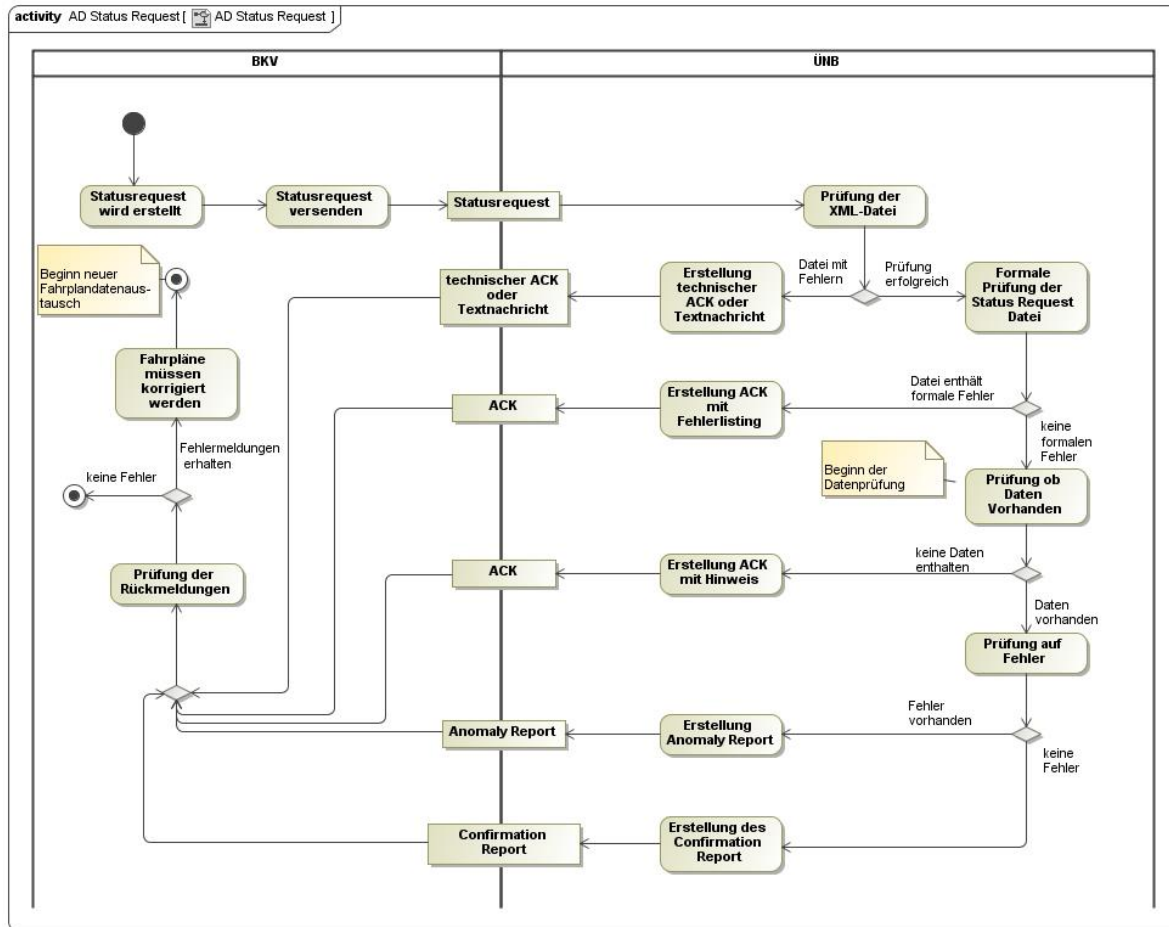 activity AD Status Request [ AD Status Request ]
BKV
ÜNB
Statusrequest
wird erstellt
Statusrequest
versenden
Statusrequest
Prüfung der
XML-Datei
Beginn neuer
Fahrplandatenaus-
tausch
technischer ACK
oder
Textnachricht
Erstellung
technischer
ACK oder
Textnachricht
Datei mit
Fehlern
Prüfung
erfolgreich
Formale
Prüfung der
Status Request
Datei
Fahrpläne
müssen
korrigiert
werden
ACK
Erstellung ACK
mit
Fehlerlisting
Datei enthält
formale Fehler
keine
formalen
Fehler
Fehlermeldungen
erhalten
keine Fehler
Beginn der
Datenprüfung
Prüfung ob
Daten
Vorhanden
Prüfung der
Rückmeldungen
ACK
Erstellung ACK
mit Hinweis
keine Daten
enthalten
Daten
vorhanden
Prüfung auf
Fehler
Anomaly Report
Erstellung
Anomaly Report
Fehler
vorhanden
keine
Fehler
Confirmation
Report
Erstellung des
Confirmation
Report